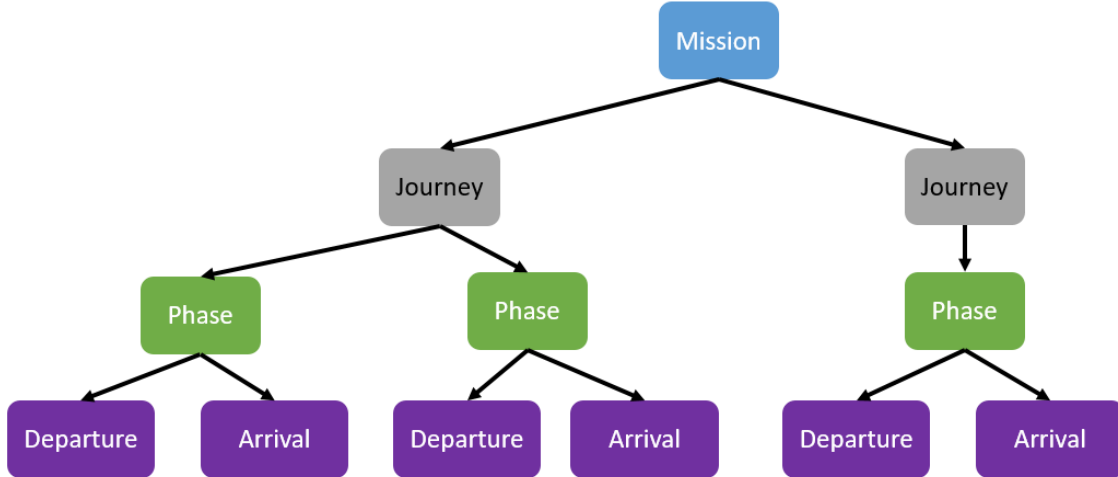 Mission
Journey
Journey
Phase
Phase
Phase
Departure
Arrival
Departure
Arrival
Departure
Arrival